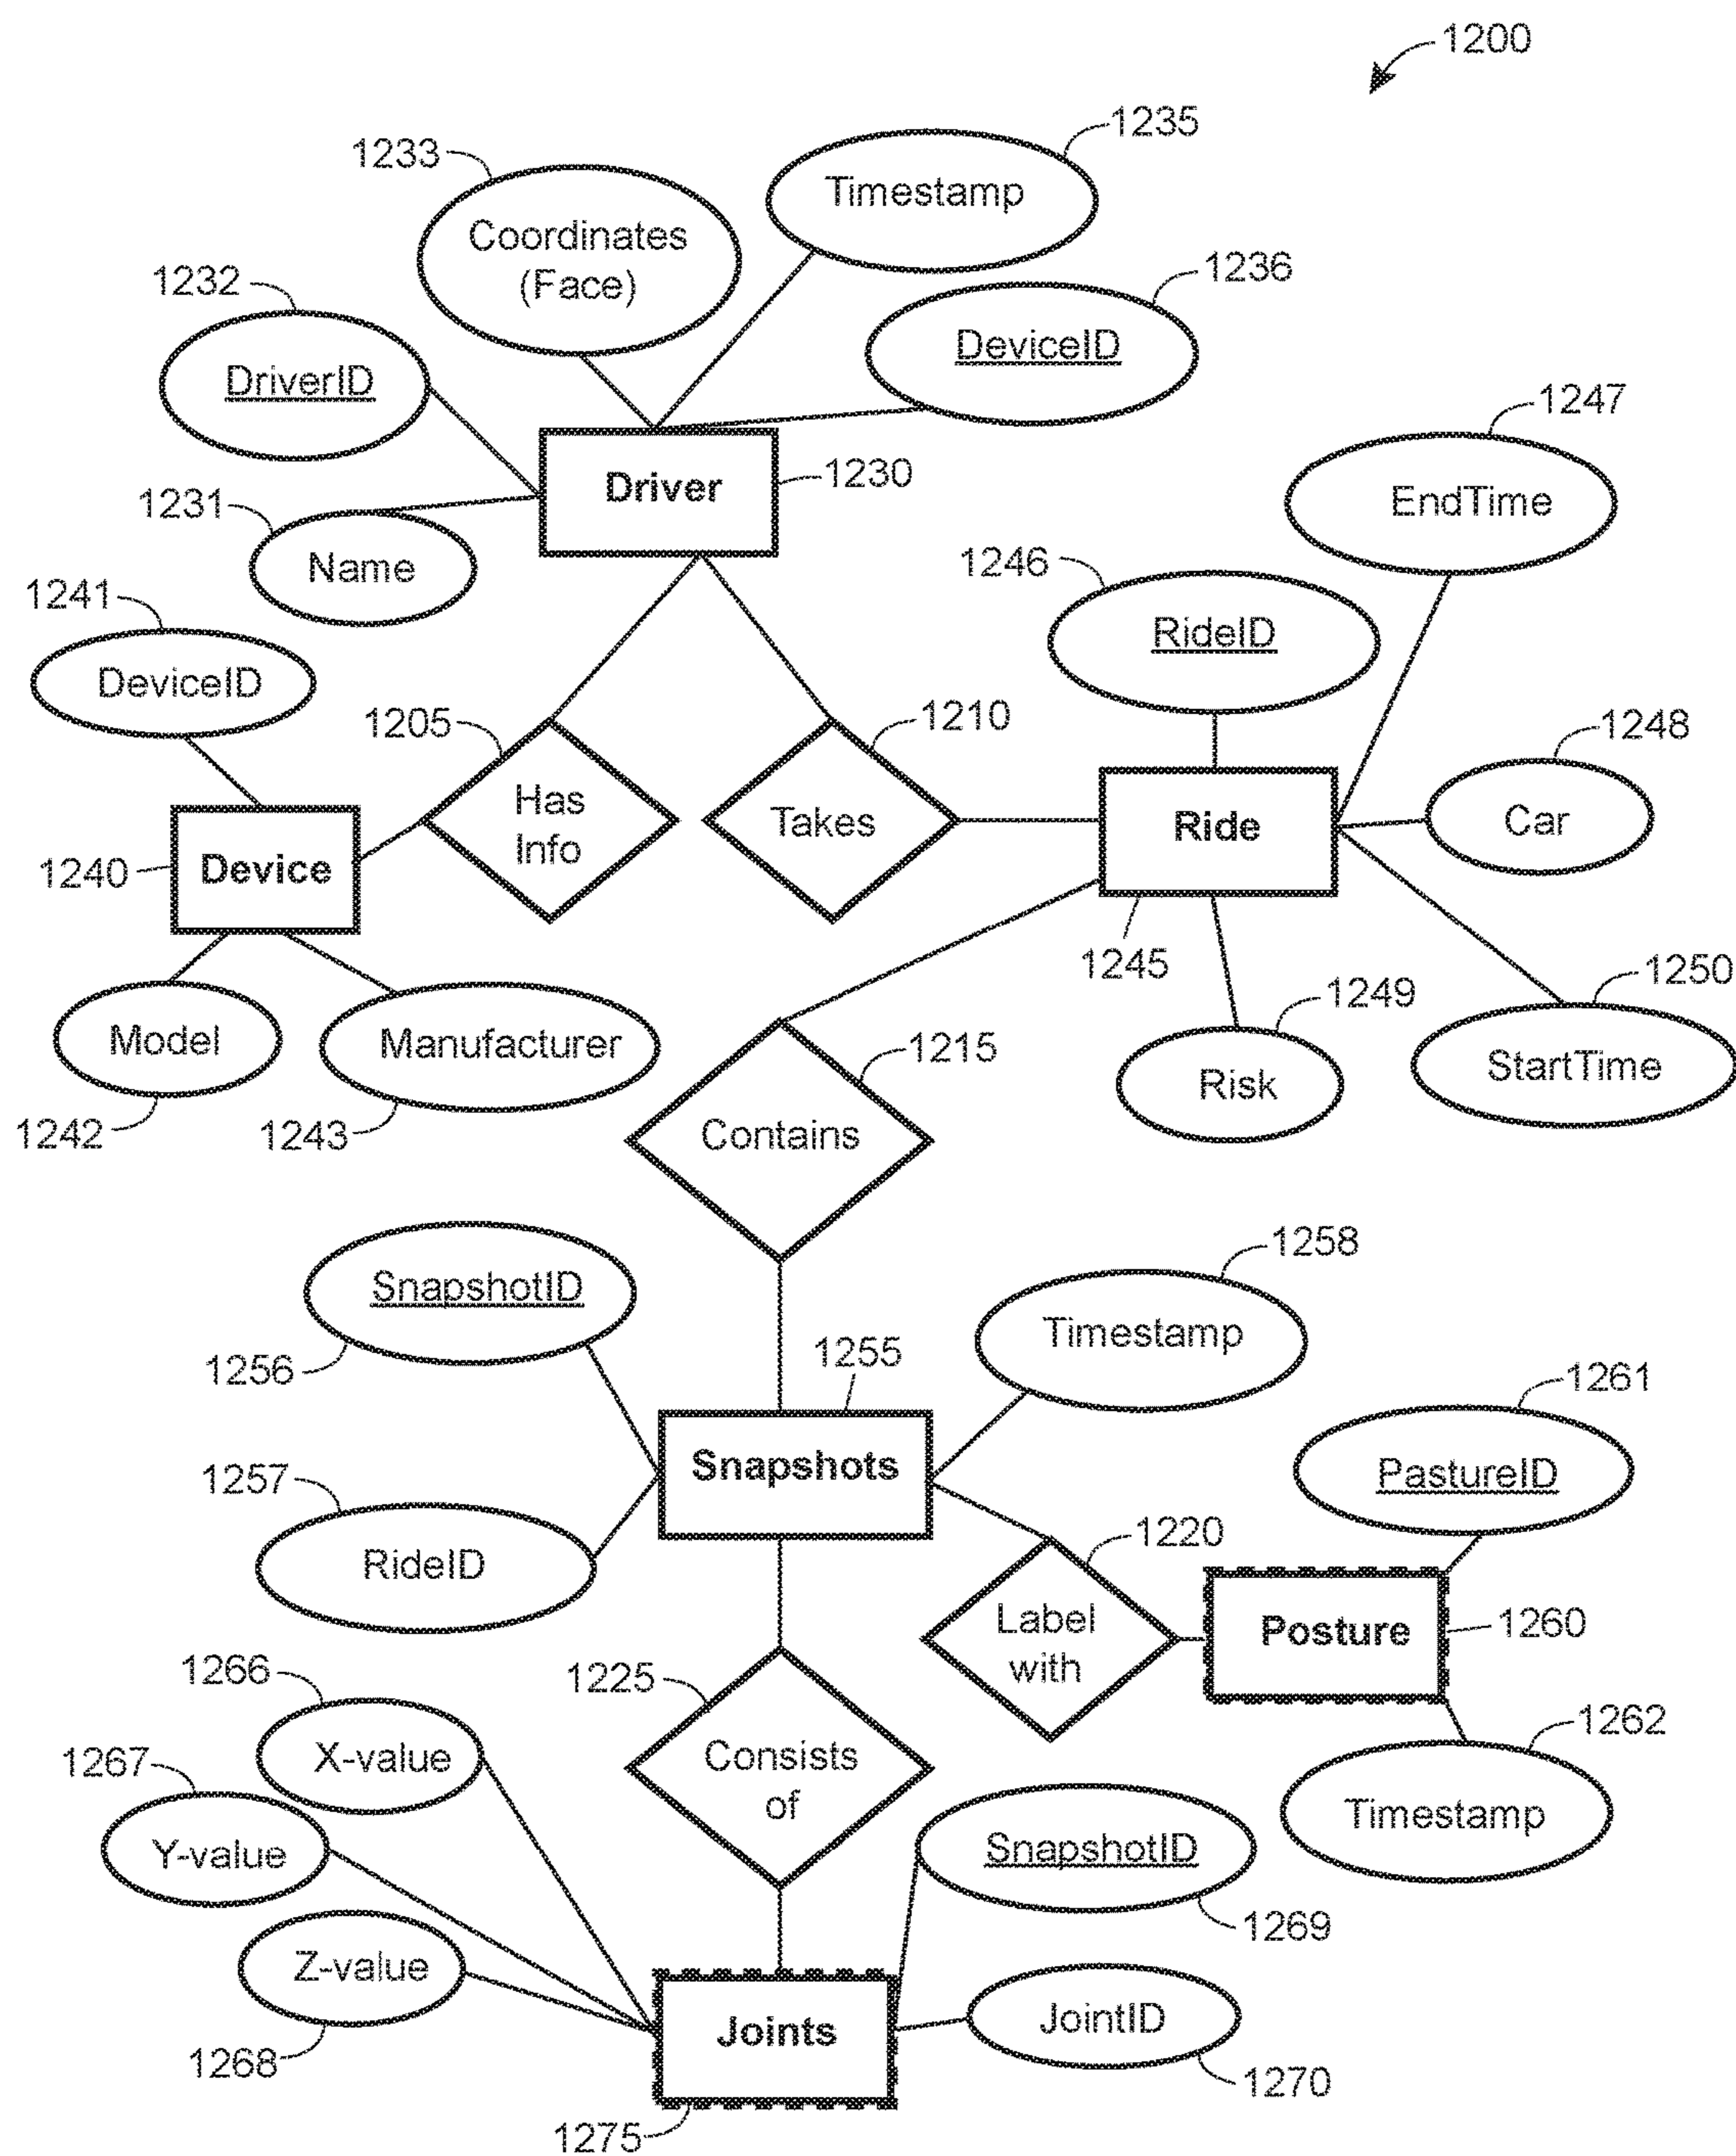 1200
1235
1233
Timestamp
Coordinates
(Face)
1236
1232
DeviceID
DriverID
1247
Driver
1230
EndTime
1231
Name
1246
1241
RideID
DeviceID
1205
1210
1248
Has
Info
Takes
Ride
Car
1240
Device
1245
1250
1249
Model
Manufacturer
1215
StartTime
Risk
1242
1243
Contains
1258
SnapshotID
Timestamp
1256
1255
1261
Snapshots
PastureID
1257
1220
RideID
Label
with
Posture
1260
1266
1225
1262
X-value
Consists
of
1267
Timestamp
Y-value
SnapshotID
1269
Z-value
Joints
JointID
1268
1270
1275